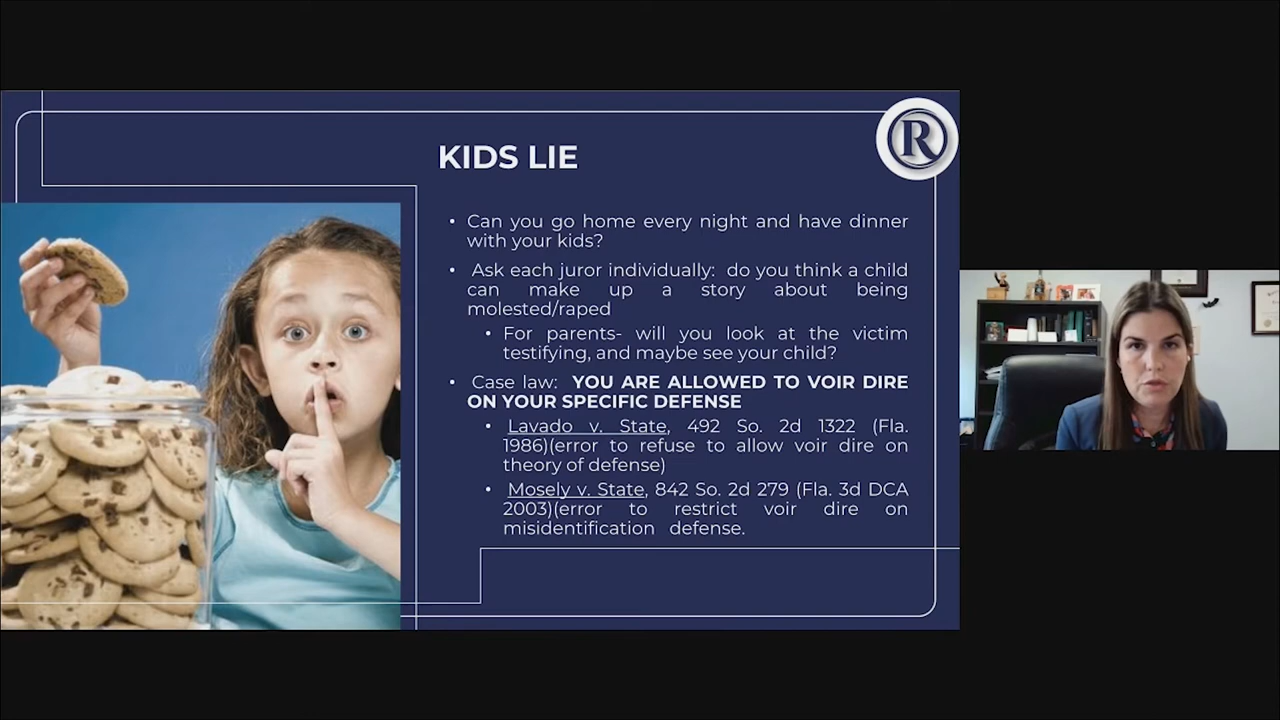 R
KIDS LIE
• Can you go home every night and have dinner
with your kids?
• Ask each juror individually: do you think a child
can make up a story about being
molested/raped
• For parents- will you look at the victim
testifying, and maybe see your child?
• Case law: YOU ARE ALLOWED TO VOIR DIRE
ON YOUR SPECIFIC DEFENSE
• Lavado v. State, 492 So. 2d 1322 (Fla.
1986)(error to refuse to allow voir dire on
theory of defense)
• Mosely v. State, 842 So. 2d 279 (Fla. 3d DCA
2003)(error to restrict voir dire on
misidentification defense.